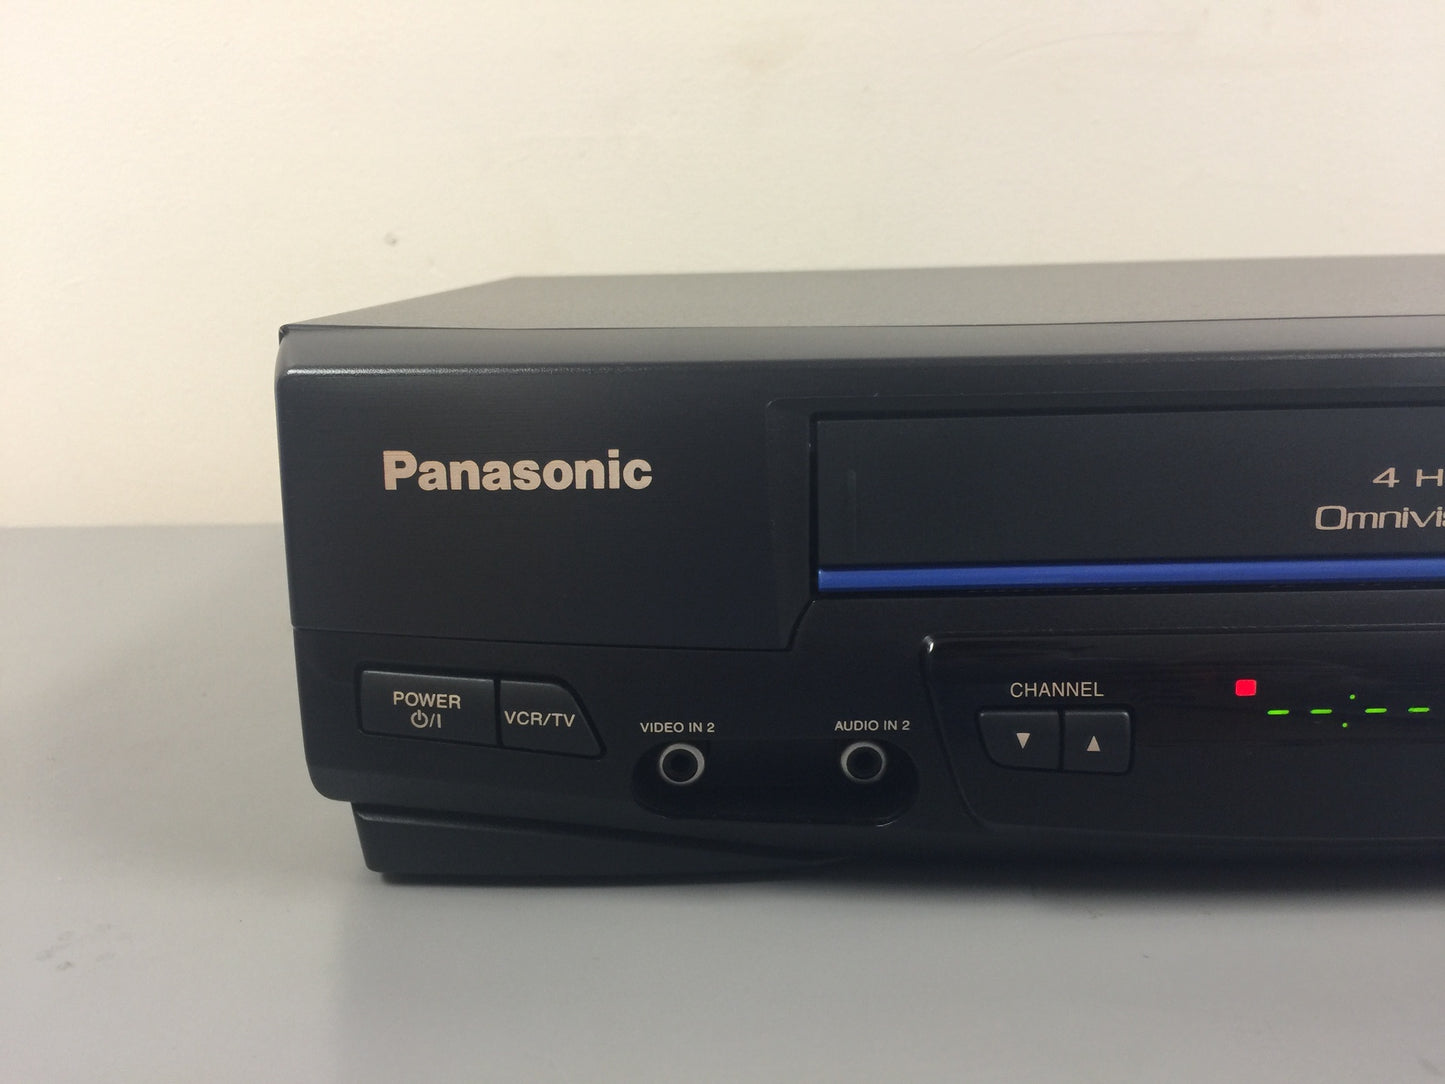 Panasonic
4 H
Omnivis
POWER
⏻/I
VCR/TV
VIDEO IN 2
AUDIO IN 2
CHANNEL
▼ ▲
--:--